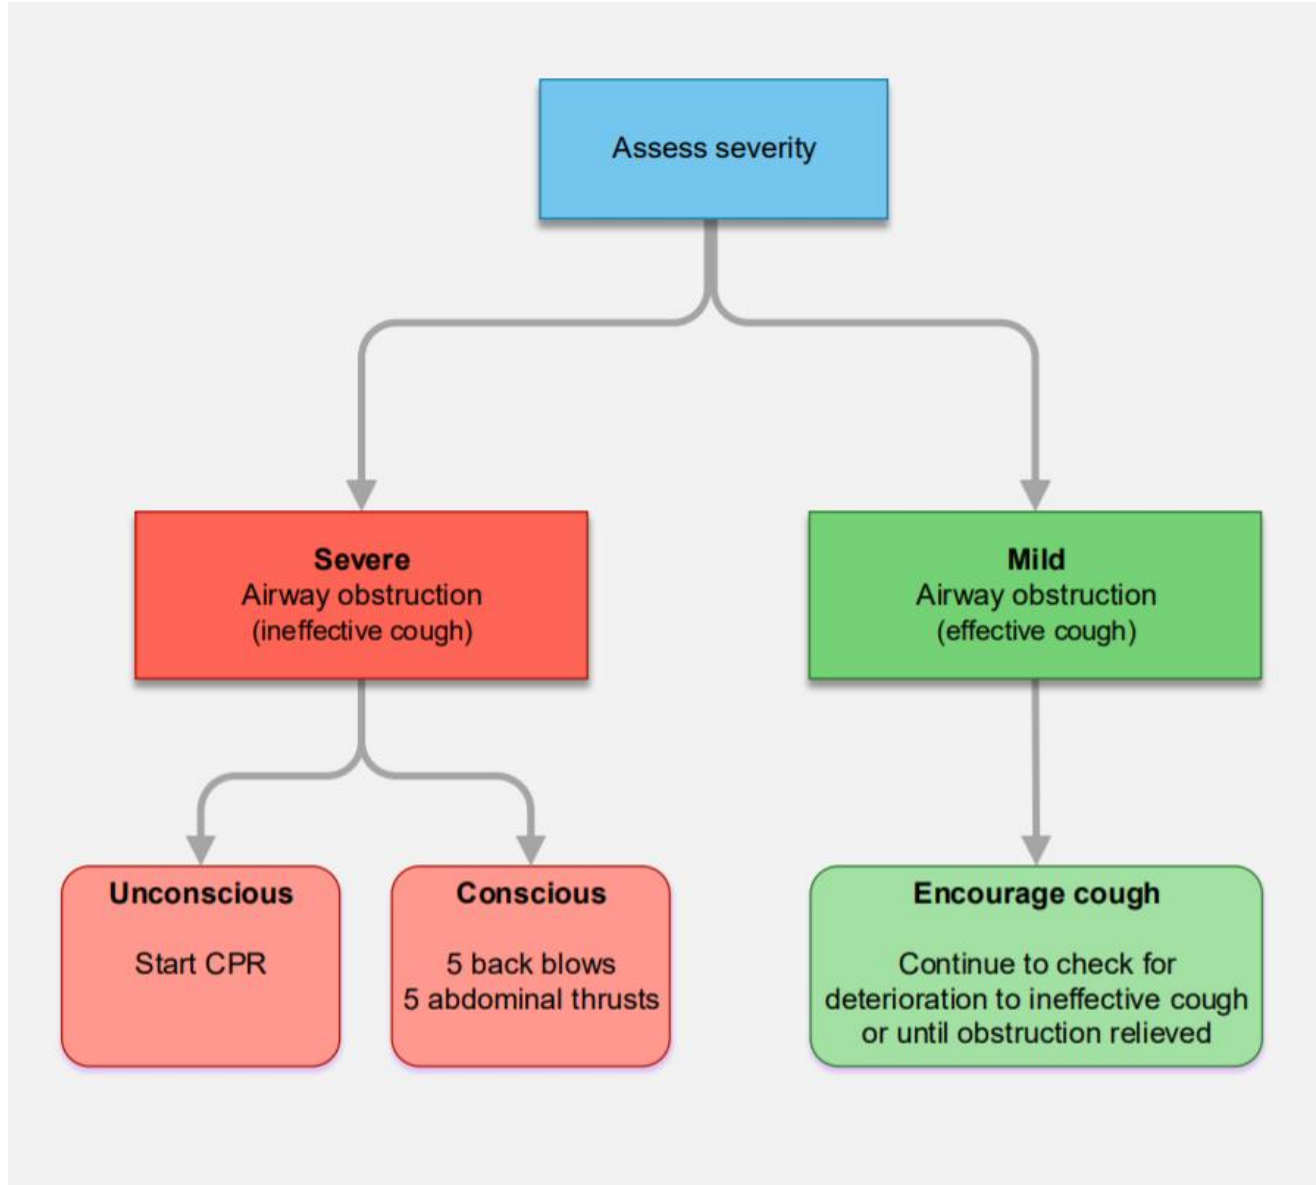 Assess severity
Severe
Airway obstruction
(ineffective cough)
Mild
Airway obstruction
(effective cough)
Unconscious
Start CPR
Conscious
5 back blows
5 abdominal thrusts
Encourage cough
Continue to check for
deterioration to ineffective cough
or until obstruction relieved